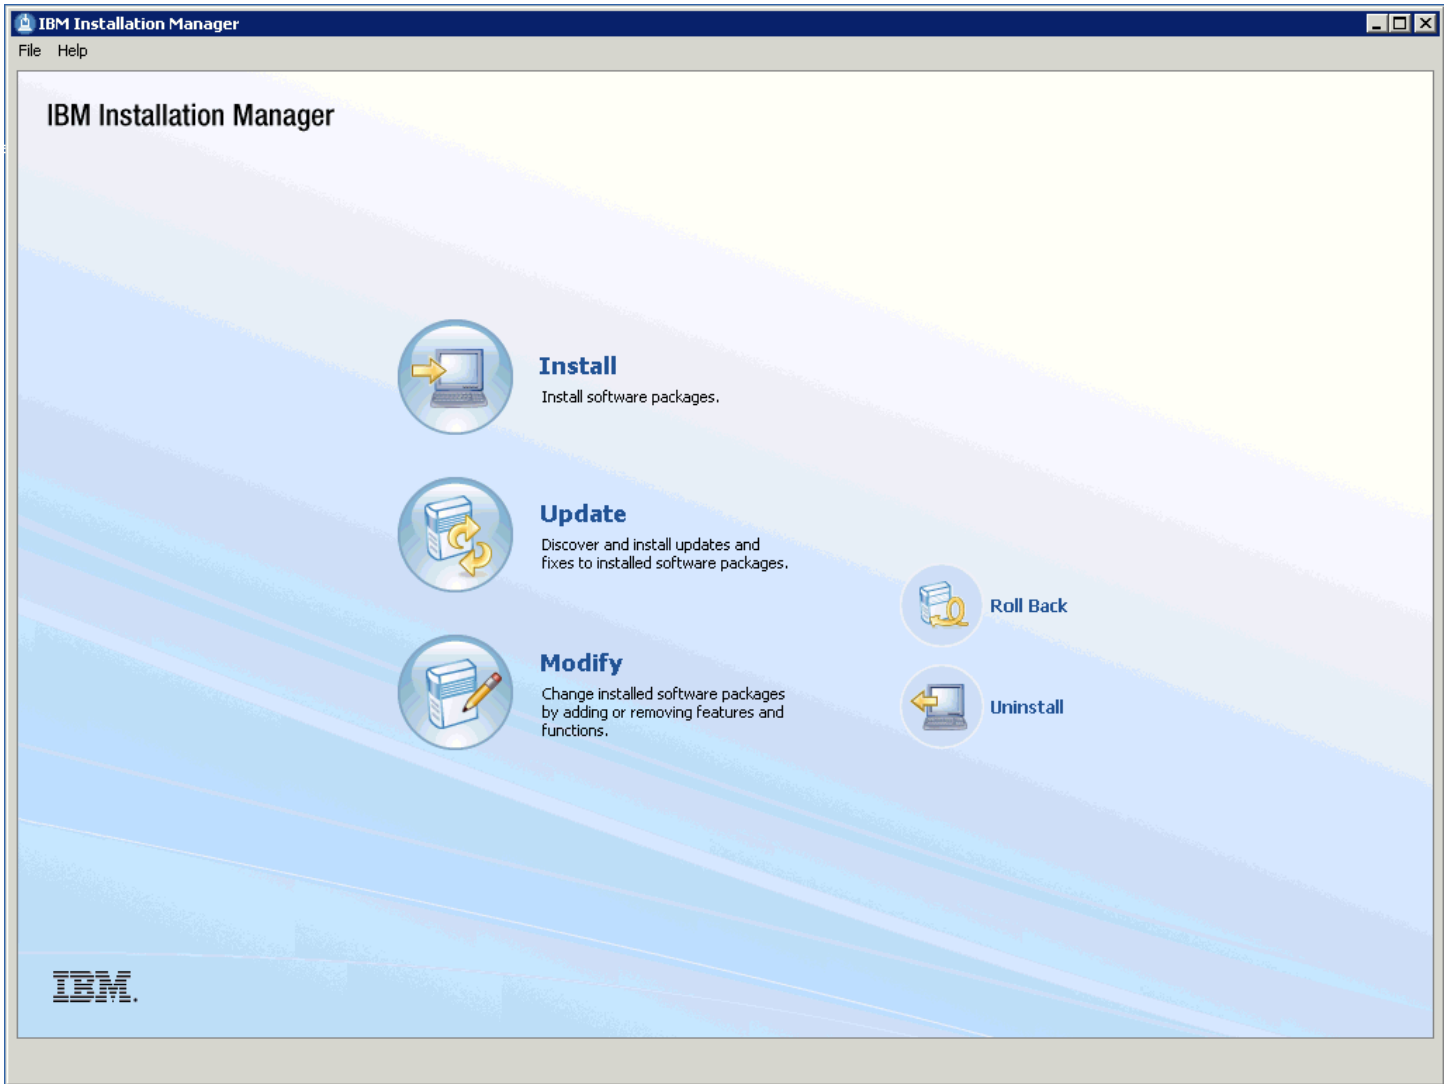 IBM Installation Manager
File Help
IBM Installation Manager
Install
Install software packages.
Update
Discover and install updates and
fixes to installed software packages.
Roll Back
Modify
Change installed software packages
by adding or removing features and
functions.
Uninstall
IBM.